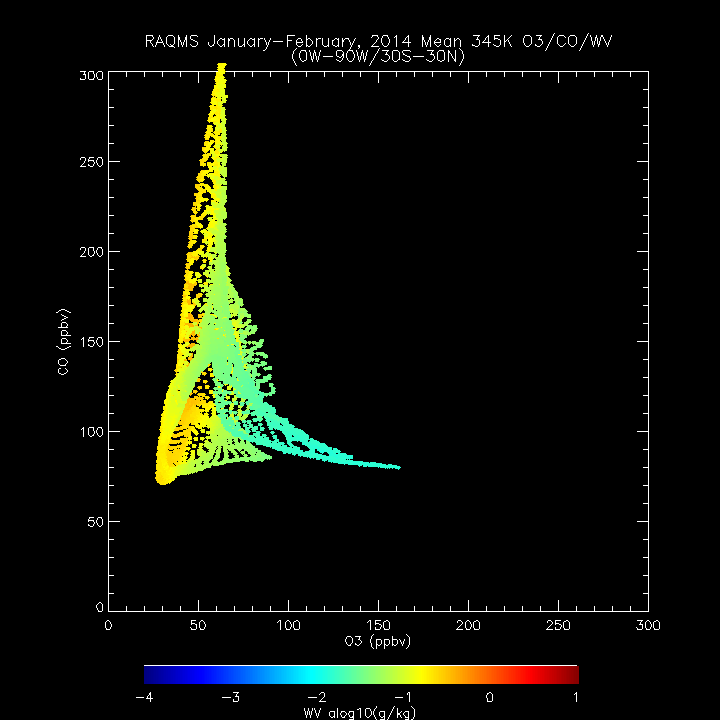 RAQMS January-February, 2014 Mean 345K O3/CO/WV
(0W-90W/30S-30N)
300
250
200
150
100
50
0
CO (ppbv)
0 50 100 150 200 250 300
O3 (ppbv)
-4 -3 -2 -1 0 1
WV alog10(g/kg)